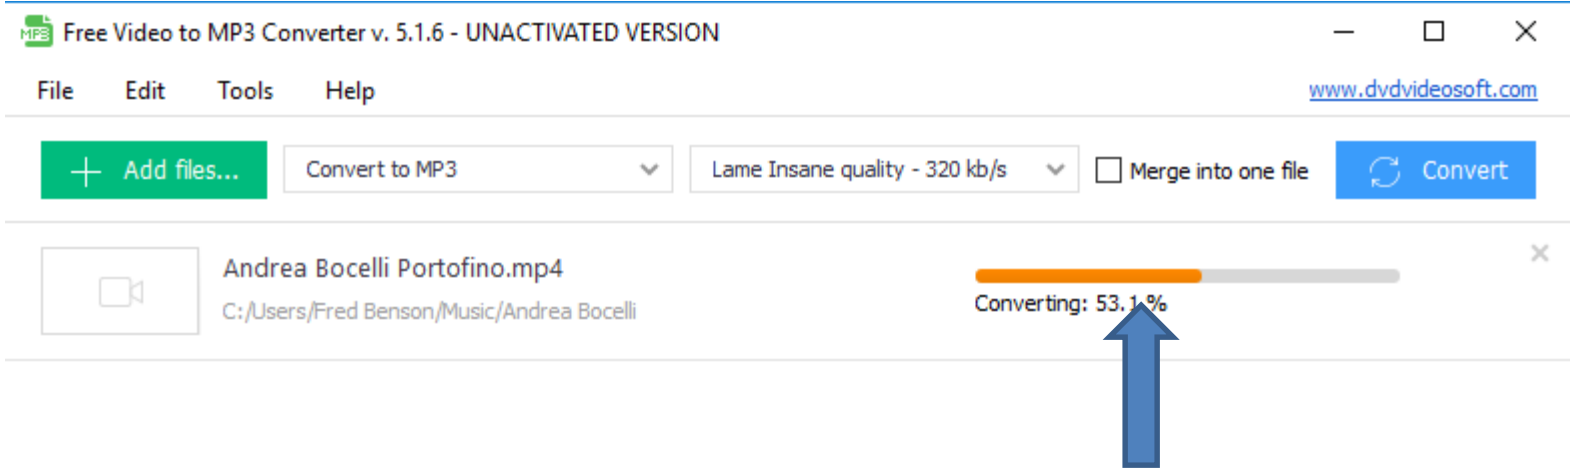 MP3 Free Video to MP3 Converter v. 5.1.6 - UNACTIVATED VERSION
File Edit Tools Help www.dvdvideosoft.com
Add files... Convert to MP3 Lame Insane quality - 320 kb/s Merge into one file Convert
Andrea Bocelli Portofino.mp4
C:/Users/Fred Benson/Music/Andrea Bocelli
Converting: 53.1 %